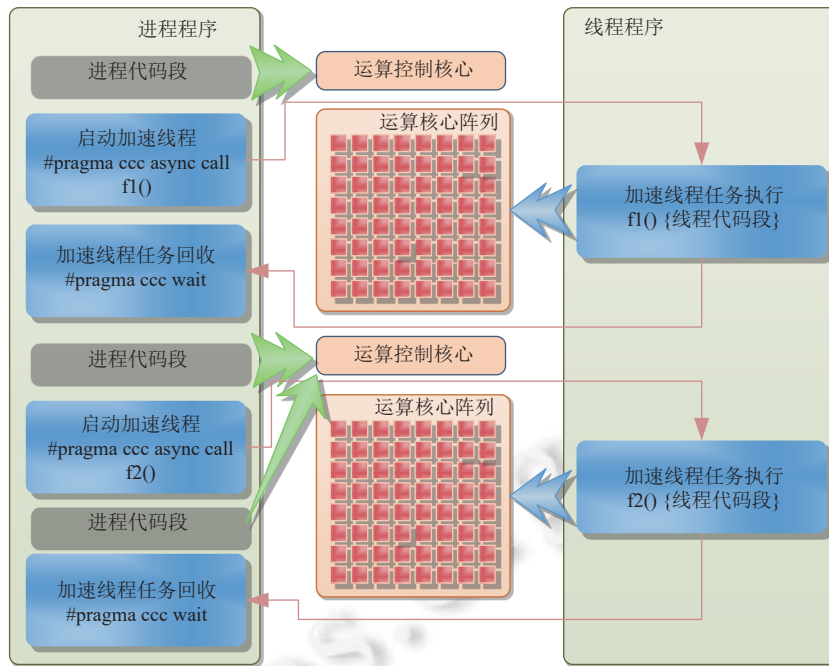 进程程序
线程程序
进程代码段
运算控制核心
启动加速线程
#pragma ccc async call
f1()
运算核心阵列
加速线程任务执行
f1() {线程代码段}
加速线程任务回收
#pragma ccc wait
进程代码段
运算控制核心
启动加速线程
#pragma ccc async call
f2()
运算核心阵列
加速线程任务执行
f2() {线程代码段}
进程代码段
加速线程任务回收
#pragma ccc wait